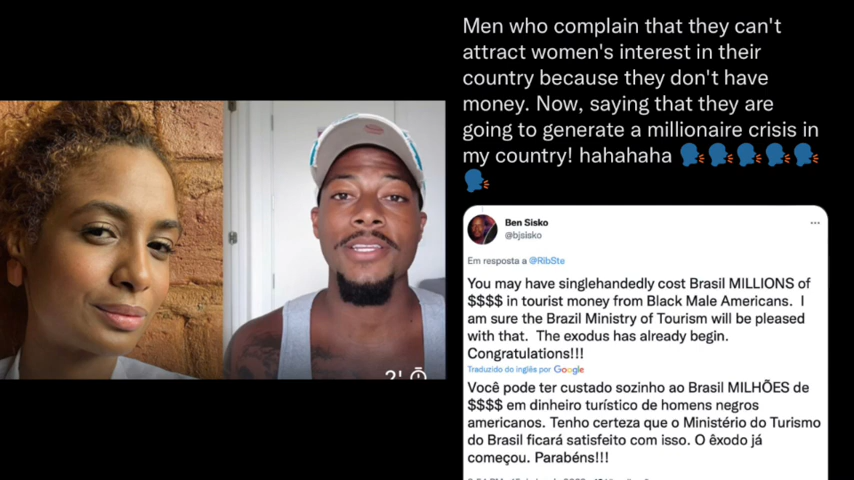 Men who complain that they can't
attract women's interest in their
country because they don't have
money. Now, saying that they are
going to generate a millionaire crisis in
my country! hahahaha
Ben Sisko
@bjsisko
Em resposta a @RibSte
You may have singlehandedly cost Brasil MILLIONS of
$$$$ in tourist money from Black Male Americans. I
am sure the Brazil Ministry of Tourism will be pleased
with that. The exodus has already begin.
Congratulations!!!
Traduzido do inglês por Google
Você pode ter custado sozinho ao Brasil MILHÕES de
$$$$ em dinheiro turístico de homens negros
americanos. Tenho certeza que o Ministério do Turismo
do Brasil ficará satisfeito com isso. O êxodo já
começou. Parabéns!!!